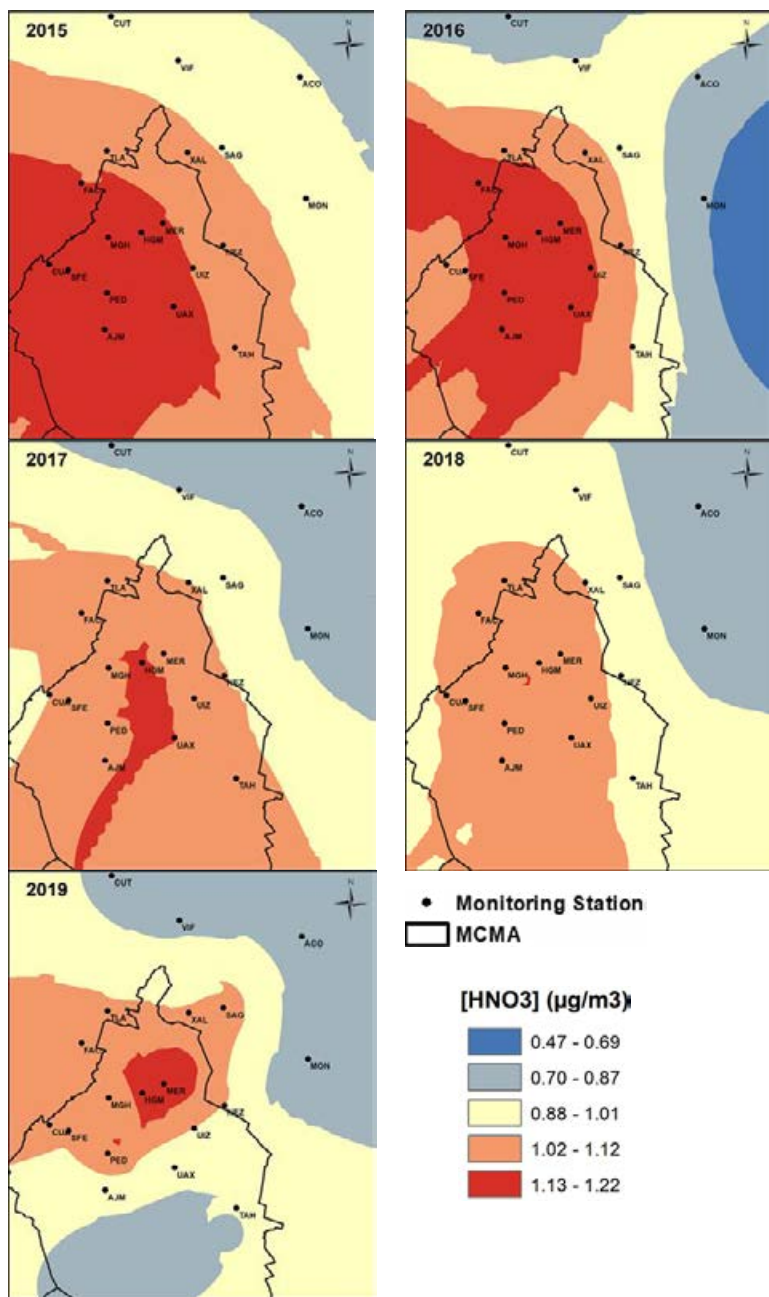 2015
CUT
N
VIF
ACO
TLA
XAL
SAG
FAC
MON
MER
HGM
MGH
NEZ
CUA
SFE
UIZ
PED
UAX
AJM
TAH
2016
CUT
N
VIF
ACO
TLA
XAL
SAG
FAC
MON
MER
HGM
MGH
NEZ
CUA
SFE
UIZ
PED
UAX
AJM
TAH
2017
CUT
N
VIF
ACO
TLA
XAL
SAG
FAC
MON
MER
HGM
MGH
NEZ
CUA
SFE
UIZ
PED
UAX
AJM
TAH
2018
CUT
N
VIF
ACO
TLA
XAL
SAG
FAC
MON
MER
HGM
MGH
NEZ
CUA
SFE
UIZ
PED
UAX
AJM
TAH
2019
CUT
N
VIF
ACO
TLA
XAL
SAG
FAC
MON
MER
HGM
MGH
NEZ
CUA
SFE
UIZ
PED
UAX
AJM
TAH
Monitoring Station
MCMA
[HNO3] (µg/m3)
0.47 - 0.69
0.70 - 0.87
0.88 - 1.01
1.02 - 1.12
1.13 - 1.22